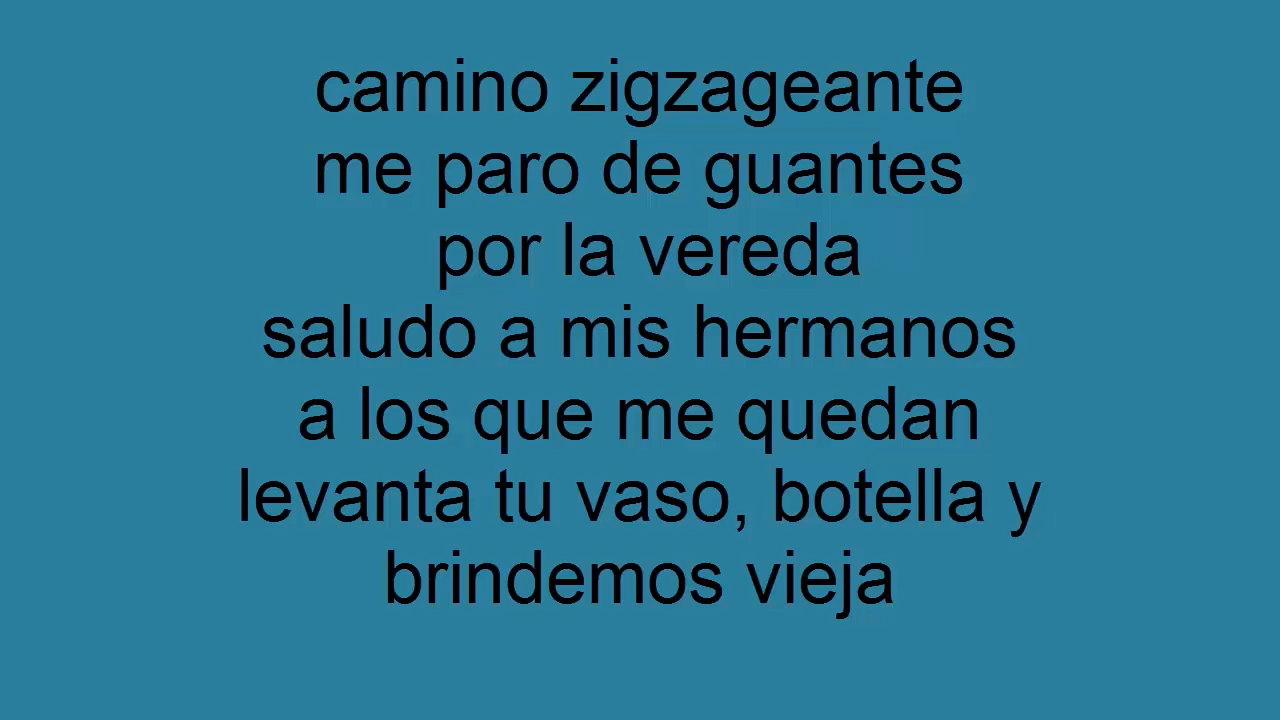 camino zigzageante
me paro de guantes
por la vereda
saludo a mis hermanos
a los que me quedan
levanta tu vaso, botella y
brindemos vieja